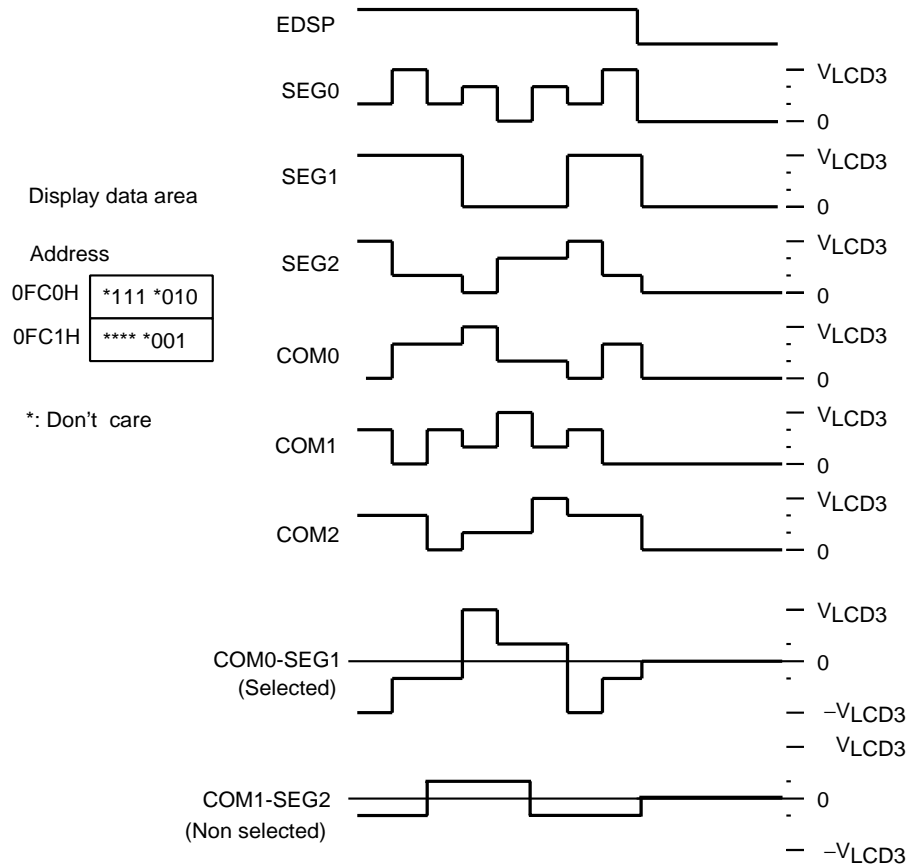 EDSP
SEG0
VLCD3
0
SEG1
VLCD3
0
Display data area
SEG2
VLCD3
0
Address
0FC0H *111 *010
0FC1H **** *001
COM0
VLCD3
0
*: Don't care
COM1
VLCD3
0
COM2
VLCD3
0
COM0-SEG1
(Selected)
VLCD3
0
−VLCD3
COM1-SEG2
(Non selected)
VLCD3
0
−VLCD3